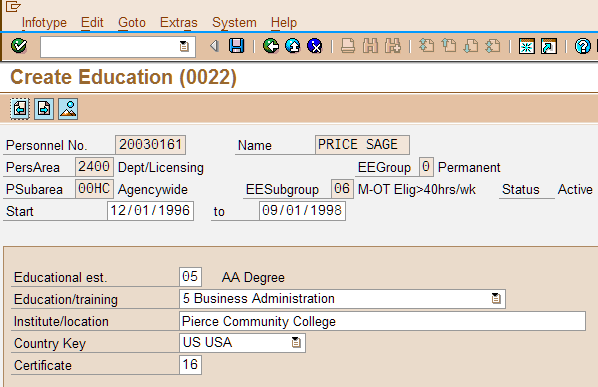 Infotype Edit Goto Extras System Help
Create Education (0022)
Personnel No. 20030161 Name PRICE SAGE
PersArea 2400 Dept/Licensing EEGroup 0 Permanent
PSubarea 00HC Agencywide EESubgroup 06 M-OT Elig>40hrs/wk Status Active
Start 12/01/1996 to 09/01/1998
Educational est. 05 AA Degree
Education/training 5 Business Administration
Institute/location Pierce Community College
Country Key US USA
Certificate 16